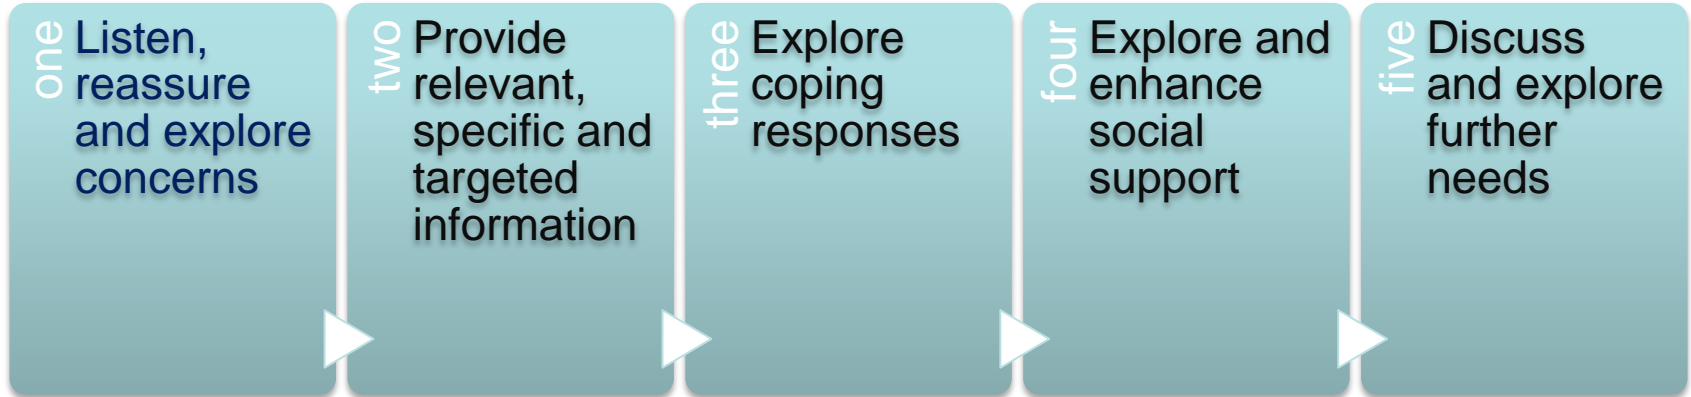 one
Listen,
reassure
and explore
concerns
two
Provide
relevant,
specific and
targeted
information
three
Explore
coping
responses
four
Explore and
enhance
social
support
five
Discuss
and explore
further
needs